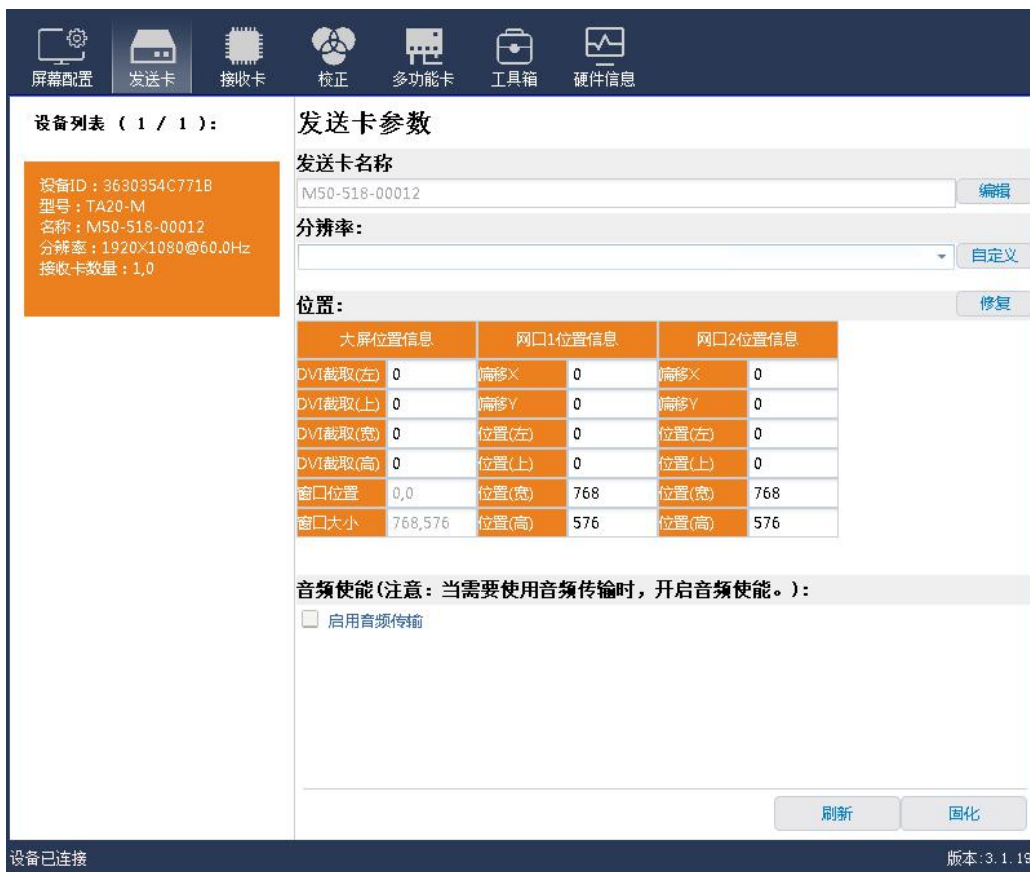 屏幕配置 发送卡 接收卡 校正 多功能卡 工具箱 硬件信息
设备列表 ( 1 / 1 ):
设备ID：3630354C771B
型号：TA20-M
名称：M50-518-00012
分辨率：1920X1080@60.0Hz
接收卡数量：1,0
发送卡参数
发送卡名称
M50-518-00012 编辑
分辨率:
自定义
位置: 修复
大屏位置信息 网口1位置信息 网口2位置信息
DVI截取(左) 0 偏移X 0 偏移X 0
DVI截取(上) 0 偏移Y 0 偏移Y 0
DVI截取(宽) 0 位置(左) 0 位置(左) 0
DVI截取(高) 0 位置(上) 0 位置(上) 0
窗口位置 0,0 位置(宽) 768 位置(宽) 768
窗口大小 768,576 位置(高) 576 位置(高) 576
音频使能(注意：当需要使用音频传输时，开启音频使能。):
启用音频传输
刷新 固化
设备已连接 版本:3.1.19